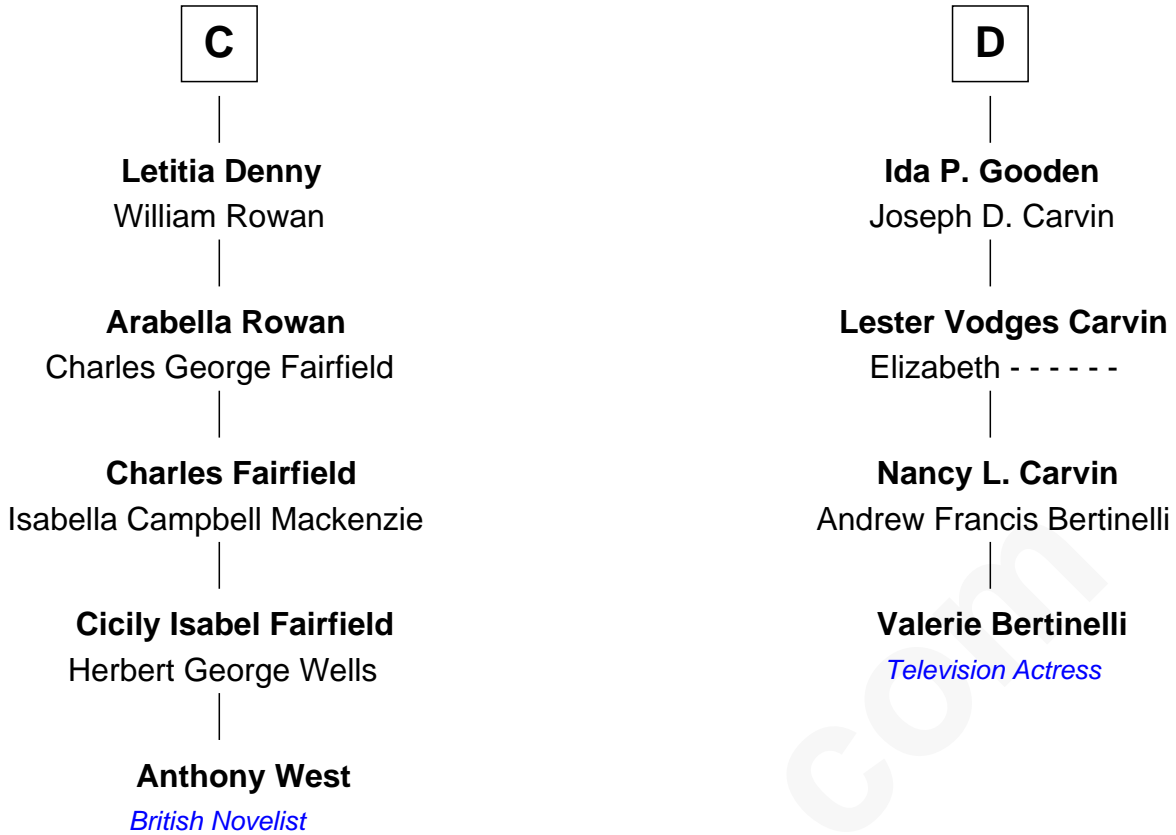 C
Letitia Denny
William Rowan
Arabella Rowan
Charles George Fairfield
Charles Fairfield
Isabella Campbell Mackenzie
Cicily Isabel Fairfield
Herbert George Wells
Anthony West
British Novelist
D
Ida P. Gooden
Joseph D. Carvin
Lester Vodges Carvin
Elizabeth - - - - - -
Nancy L. Carvin
Andrew Francis Bertinelli
Valerie Bertinelli
Television Actress
com